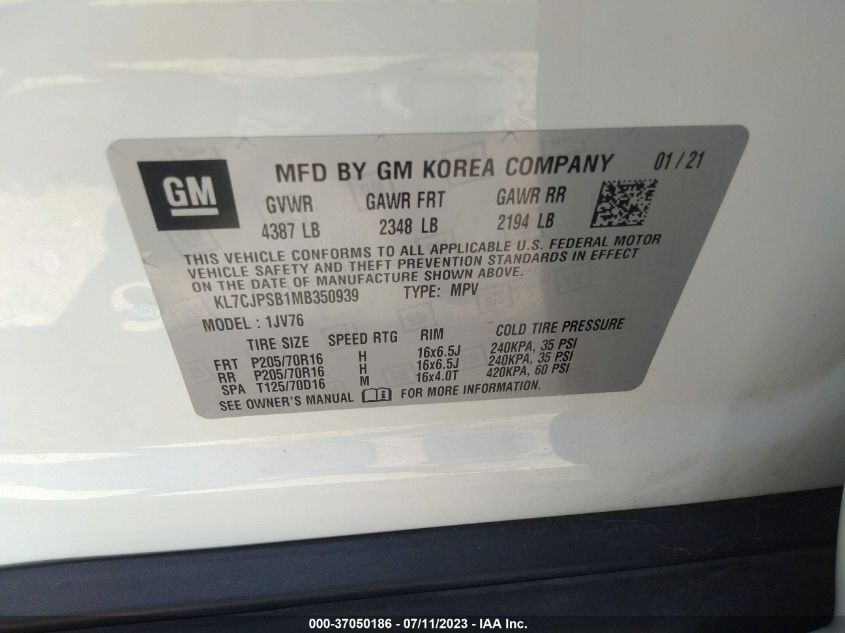 GM
MFD BY GM KOREA COMPANY 01/21
GVWR GAWR FRT GAWR RR
4387 LB 2348 LB 2194 LB
THIS VEHICLE CONFORMS TO ALL APPLICABLE U.S. FEDERAL MOTOR
VEHICLE SAFETY AND THEFT PREVENTION STANDARDS IN EFFECT
ON THE DATE OF MANUFACTURE SHOWN ABOVE.
KL7CJPSB1MB350939 TYPE: MPV
MODEL: 1JV76
TIRE SIZE SPEED RTG RIM COLD TIRE PRESSURE
FRT P205/70R16 H 16x6.5J 240KPA, 35 PSI
RR P205/70R16 H 16x6.5J 240KPA, 35 PSI
SPA T125/70D16 M 16x4.0T 420KPA, 60 PSI
SEE OWNER'S MANUAL FOR MORE INFORMATION.
000-37050186 - 07/11/2023 - IAA Inc.